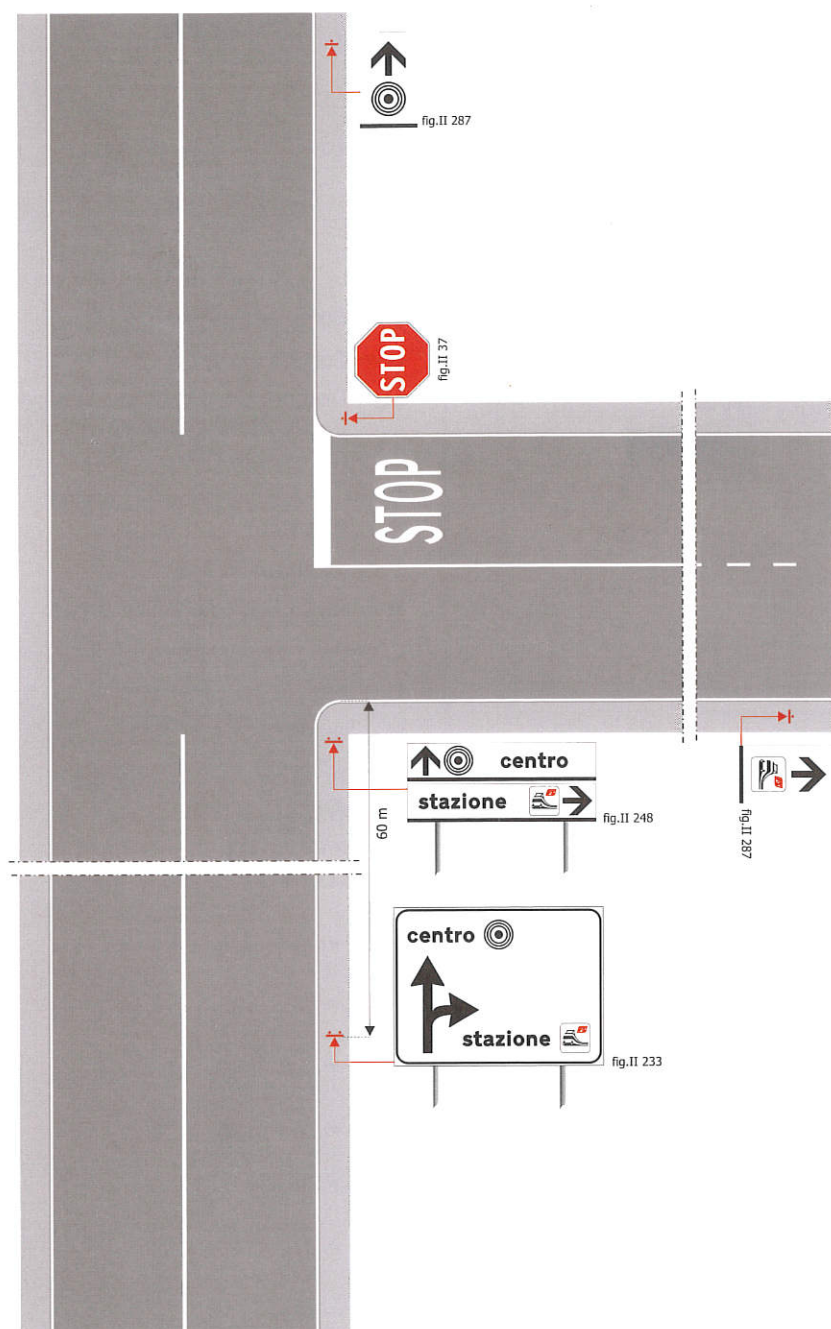 fig.II 287
STOP
fig.II 37
STOP
centro
stazione
fig.II 248
60 m
fig.II 287
centro
stazione
fig.II 233